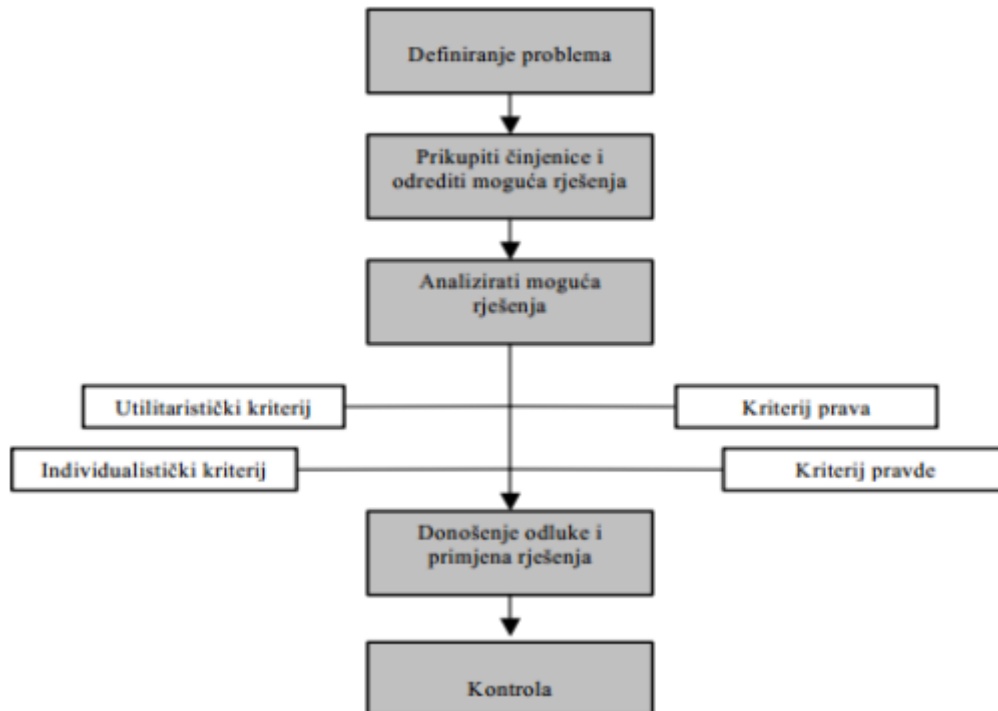 Definiranje problema
Prikupiti činjenice i
odrediti moguća rješenja
Analizirati moguća
rješenja
Utilitaristički kriterij
Kriterij prava
Individualistički kriterij
Kriterij pravde
Donošenje odluke i
primjena rješenja
Kontrola